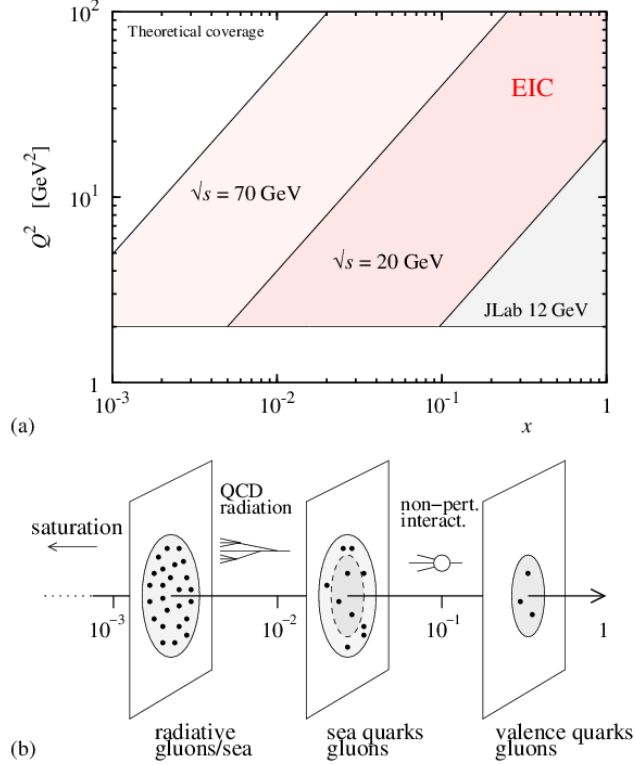 10²
Theoretical coverage
EIC
Q² [GeV²]
10¹
√s = 70 GeV
√s = 20 GeV
JLab 12 GeV
1
10⁻³
10⁻²
10⁻¹
x
1
(a)
QCD
radiation
non-pert.
interact.
saturation
10⁻³
10⁻²
10⁻¹
1
radiative
gluons/sea
sea quarks
gluons
valence quarks
gluons
(b)